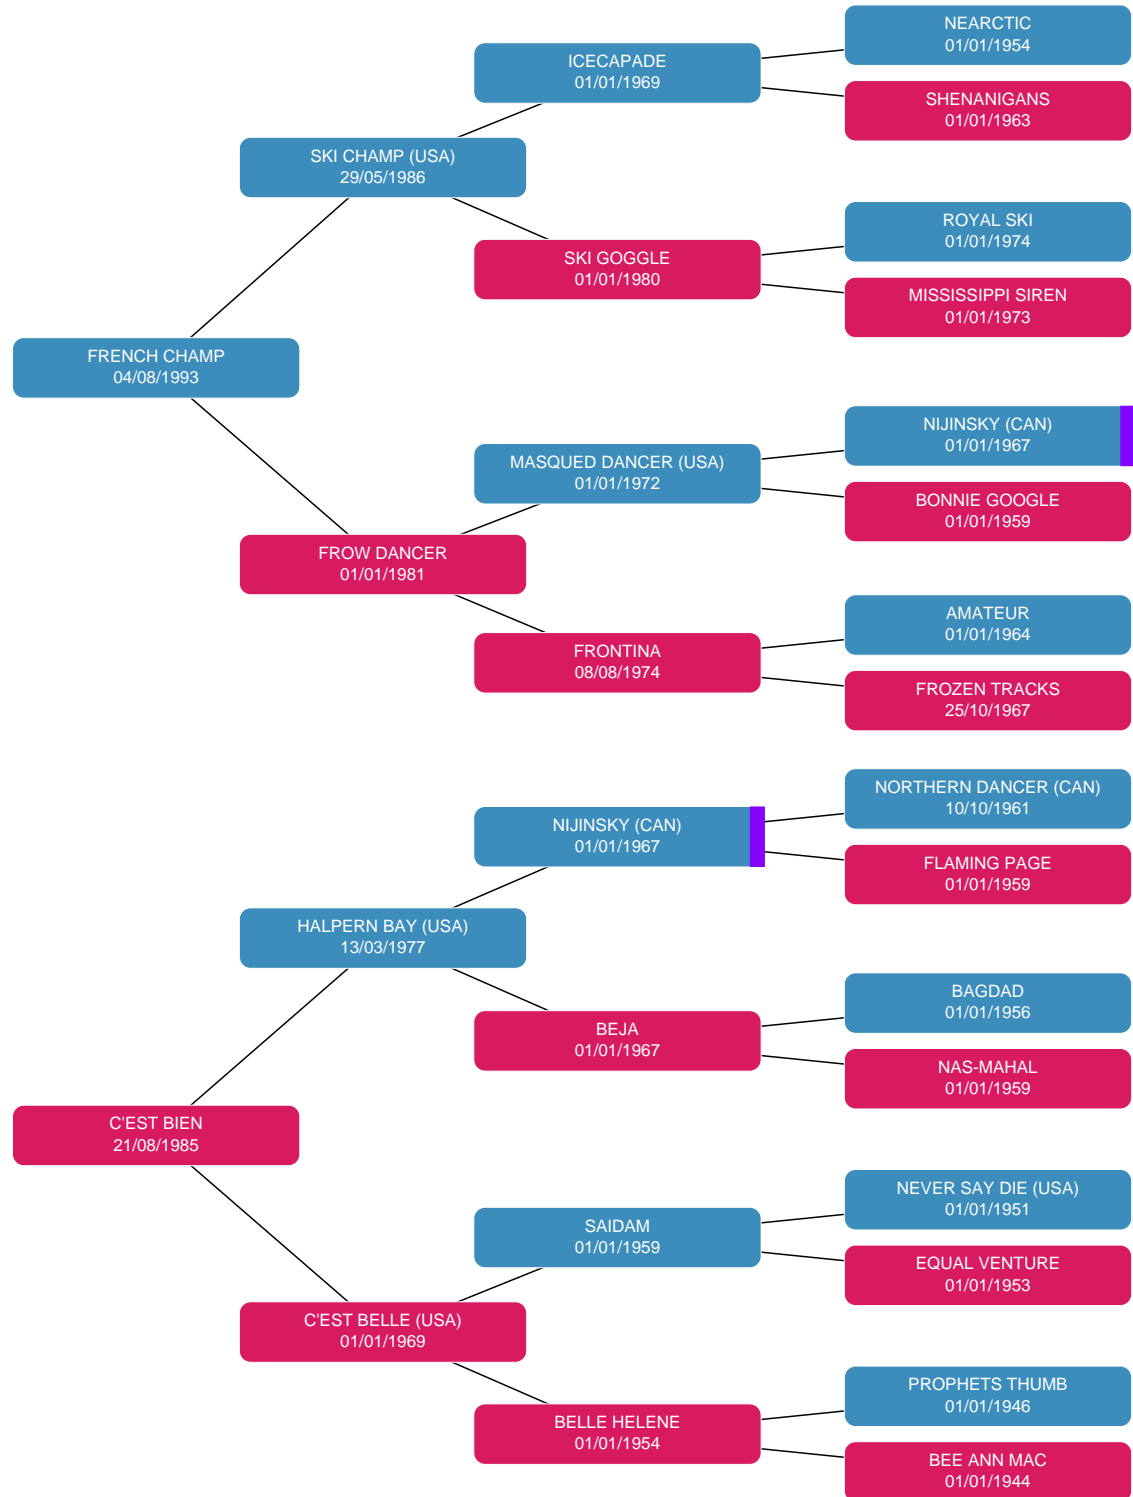 NEARCTIC
01/01/1954
ICECAPADE
01/01/1969
SHENANIGANS
01/01/1963
SKI CHAMP (USA)
29/05/1986
ROYAL SKI
01/01/1974
SKI GOGGLE
01/01/1980
MISSISSIPPI SIREN
01/01/1973
FRENCH CHAMP
04/08/1993
NIJINSKY (CAN)
01/01/1967
MASQUED DANCER (USA)
01/01/1972
BONNIE GOOGLE
01/01/1959
FROW DANCER
01/01/1981
AMATEUR
01/01/1964
FRONTINA
08/08/1974
FROZEN TRACKS
25/10/1967
NORTHERN DANCER (CAN)
10/10/1961
NIJINSKY (CAN)
01/01/1967
FLAMING PAGE
01/01/1959
HALPERN BAY (USA)
13/03/1977
BAGDAD
01/01/1956
BEJA
01/01/1967
NAS-MAHAL
01/01/1959
C'EST BIEN
21/08/1985
NEVER SAY DIE (USA)
01/01/1951
SAIDAM
01/01/1959
EQUAL VENTURE
01/01/1953
C'EST BELLE (USA)
01/01/1969
PROPHETS THUMB
01/01/1946
BELLE HELENE
01/01/1954
BEE ANN MAC
01/01/1944